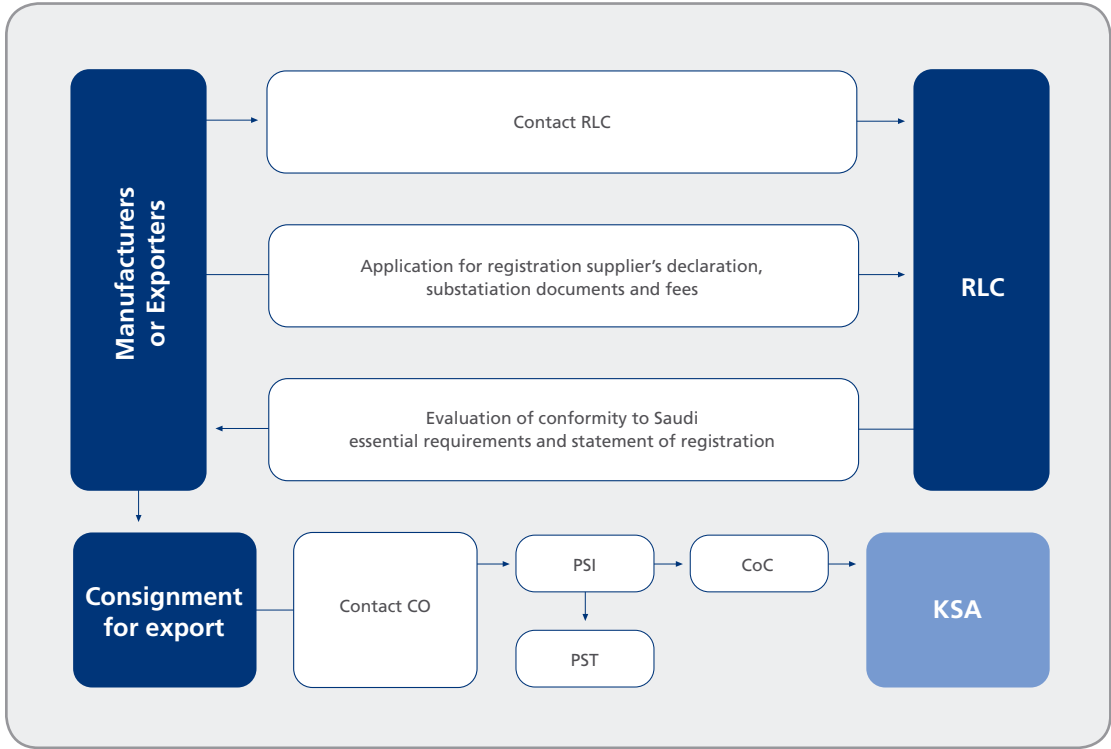 Manufacturers
or Exporters
Contact RLC
Application for registration supplier's declaration,
substatiation documents and fees
Evaluation of conformity to Saudi
essential requirements and statement of registration
RLC
Consignment
for export
Contact CO
PSI
CoC
PST
KSA